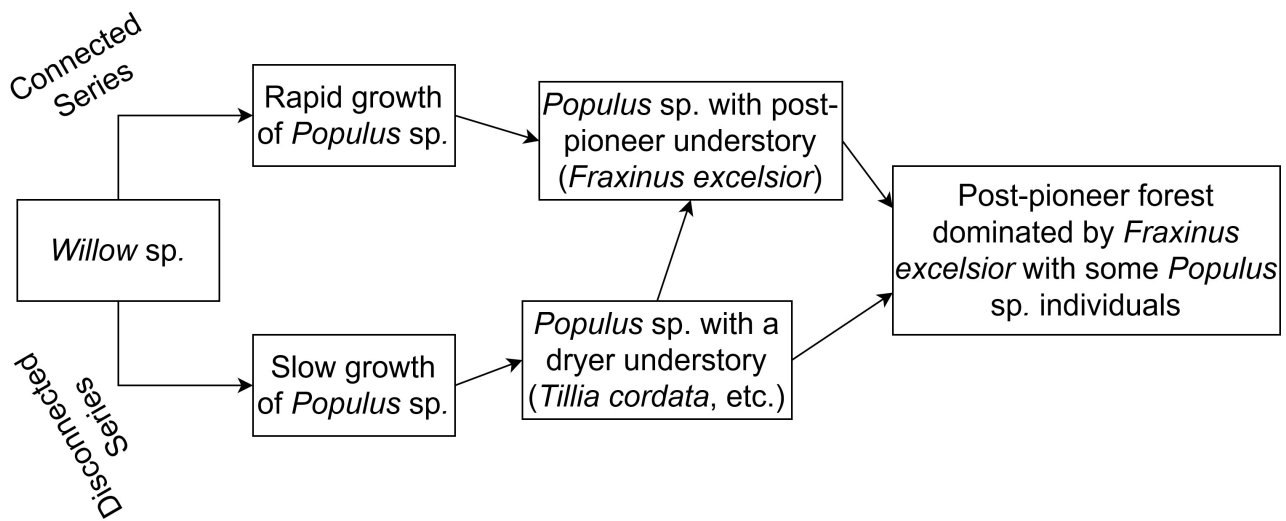 Connected
Series
Rapid growth
of Populus sp.
Populus sp. with post-
pioneer understory
(Fraxinus excelsior)
Post-pioneer forest
dominated by Fraxinus
excelsior with some Populus
sp. individuals
Willow sp.
Populus sp. with a
dryer understory
(Tillia cordata, etc.)
Slow growth
of Populus sp.
Disconnected
Series